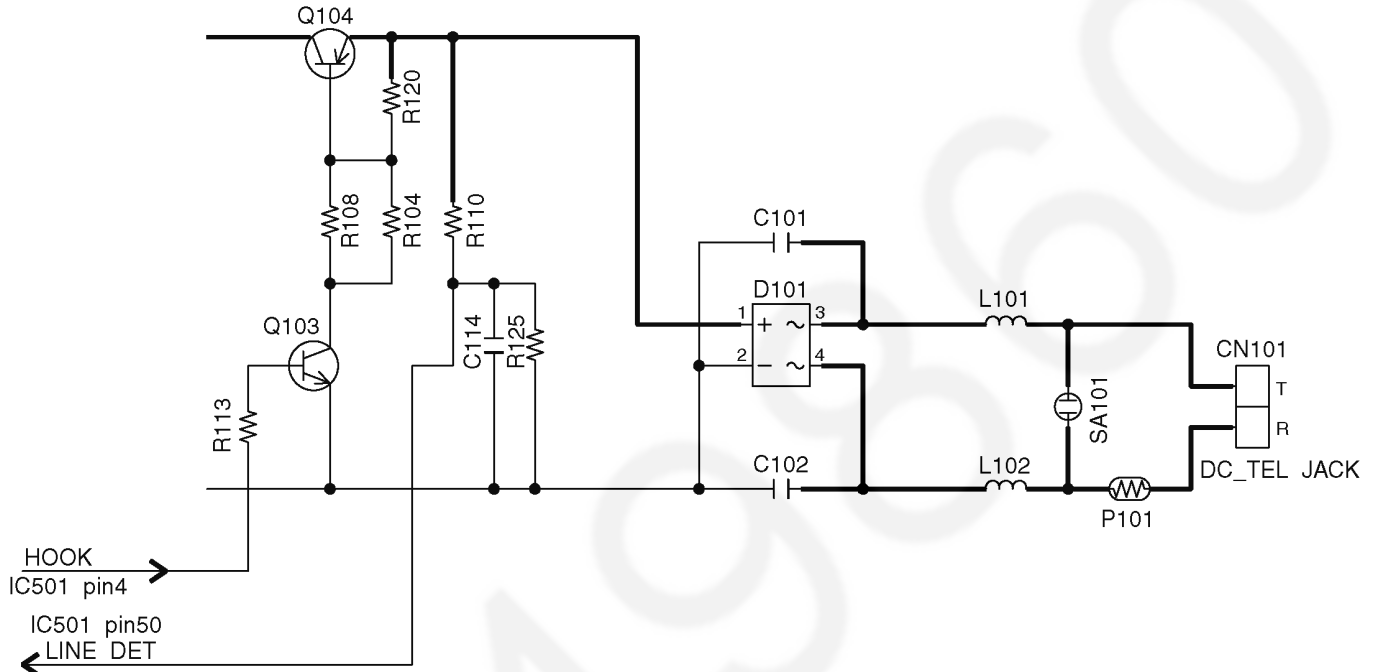 Q104
R120
R108
R104
R110
C101
D101
1
+
~
3
2
−
~
4
L101
CN101
T
R
DC_TEL JACK
SA101
Q103
C114
R125
R113
C102
L102
P101
HOOK
IC501 pin4
IC501 pin50
LINE DET
19860